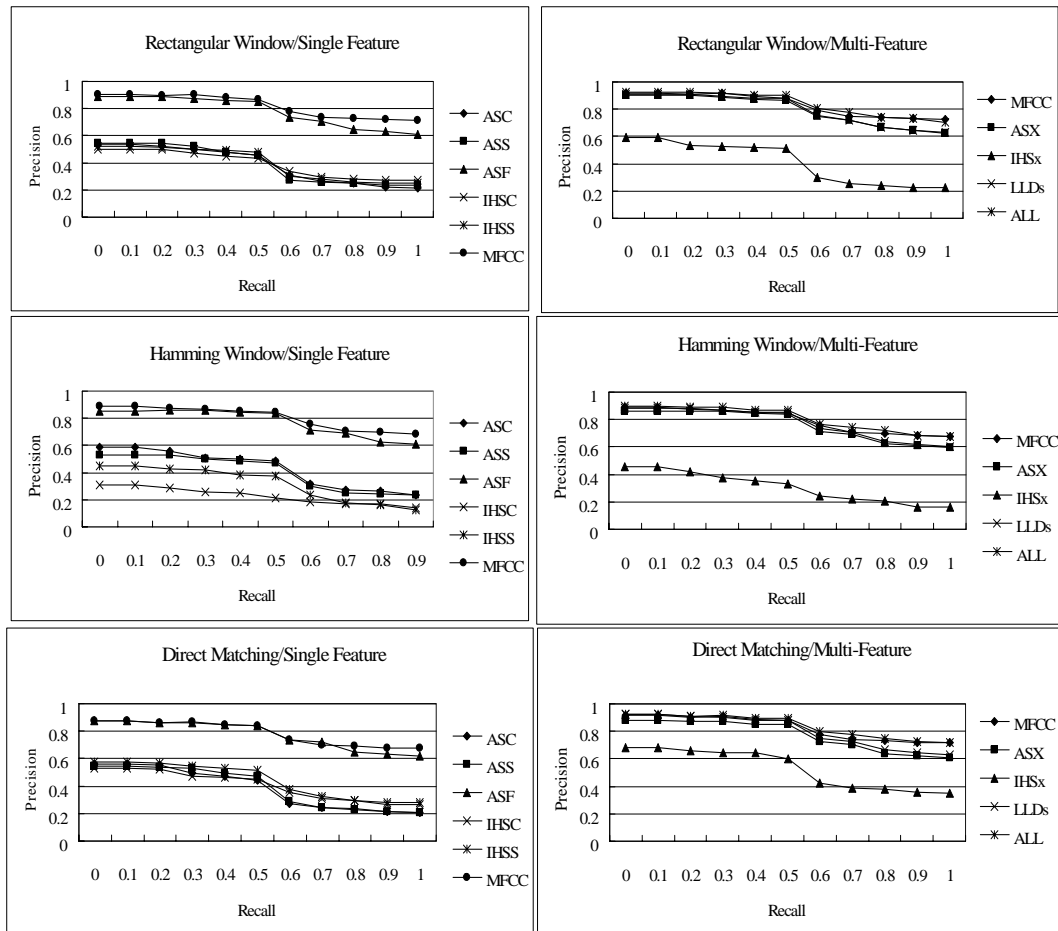 Rectangular Window/Single Feature
1
0.8
0.6
0.4
0.2
0
Precision
0 0.1 0.2 0.3 0.4 0.5 0.6 0.7 0.8 0.9 1
Recall
ASC
ASS
ASF
IHSC
IHSS
MFCC
Rectangular Window/Multi-Feature
1
0.8
0.6
0.4
0.2
0
Precision
0 0.1 0.2 0.3 0.4 0.5 0.6 0.7 0.8 0.9 1
Recall
MFCC
ASX
IHSx
LLDs
ALL
Hamming Window/Single Feature
1
0.8
0.6
0.4
0.2
0
Precision
0 0.1 0.2 0.3 0.4 0.5 0.6 0.7 0.8 0.9
Recall
ASC
ASS
ASF
IHSC
IHSS
MFCC
Hamming Window/Multi-Feature
1
0.8
0.6
0.4
0.2
0
Precision
0 0.1 0.2 0.3 0.4 0.5 0.6 0.7 0.8 0.9 1
Recall
MFCC
ASX
IHSx
LLDs
ALL
Direct Matching/Single Feature
1
0.8
0.6
0.4
0.2
0
Precision
0 0.1 0.2 0.3 0.4 0.5 0.6 0.7 0.8 0.9 1
Recall
ASC
ASS
ASF
IHSC
IHSS
MFCC
Direct Matching/Multi-Feature
1
0.8
0.6
0.4
0.2
0
Precision
0 0.1 0.2 0.3 0.4 0.5 0.6 0.7 0.8 0.9 1
Recall
MFCC
ASX
IHSx
LLDs
ALL